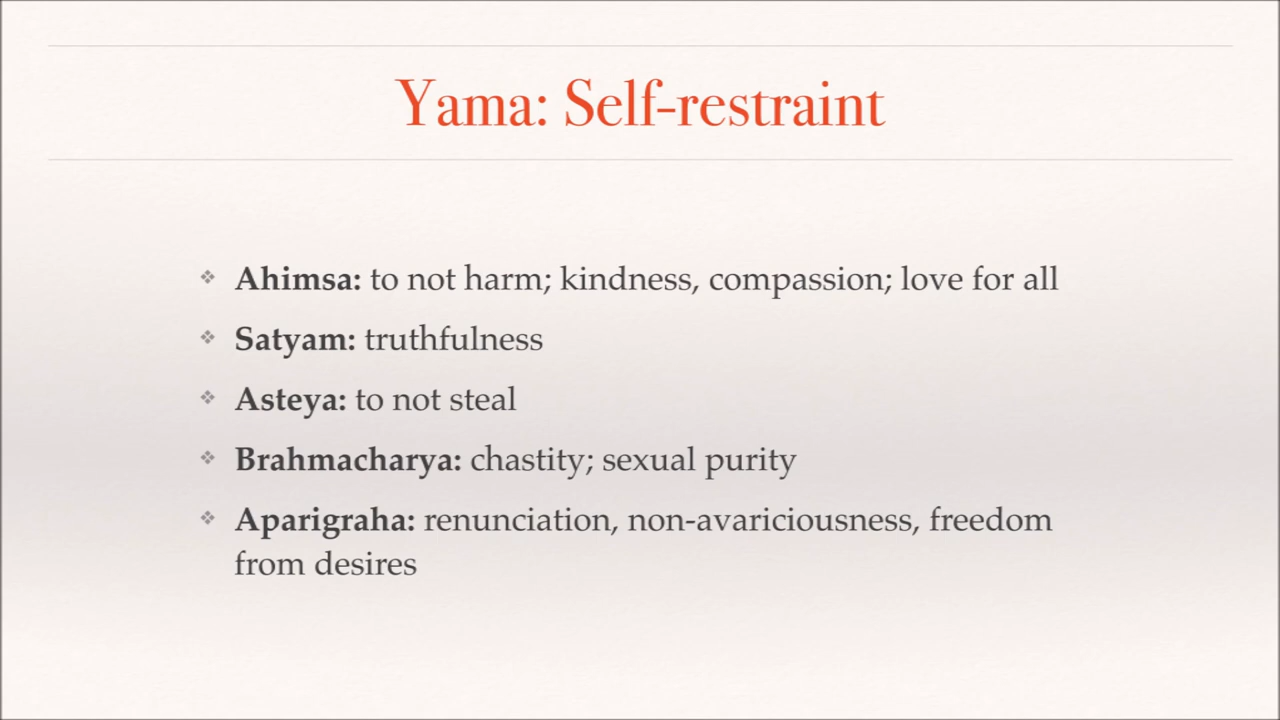 Yama: Self-restraint
Ahimsa: to not harm; kindness, compassion; love for all
Satyam: truthfulness
Asteya: to not steal
Brahmacharya: chastity; sexual purity
Aparigraha: renunciation, non-avariciousness, freedom
from desires